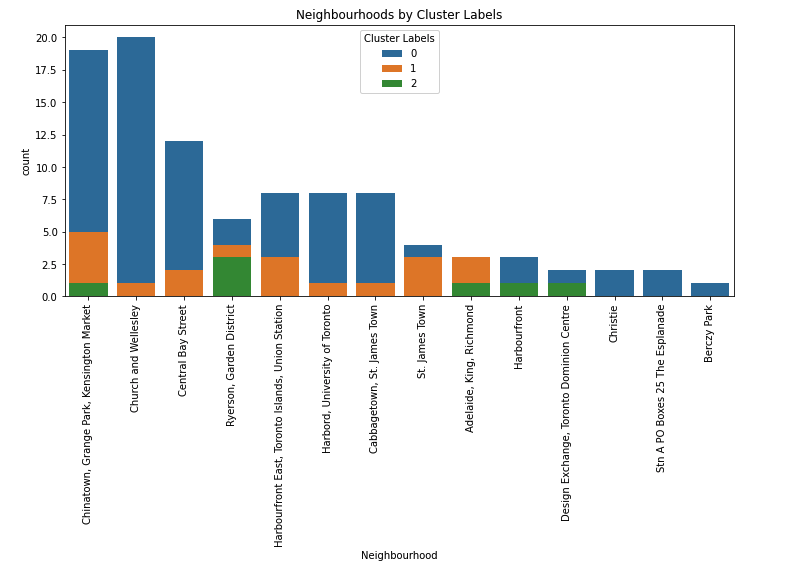 Neighbourhoods by Cluster Labels
Cluster Labels
0
1
2
count
20.0
17.5
15.0
12.5
10.0
7.5
5.0
2.5
0.0
Chinatown, Grange Park, Kensington Market
Church and Wellesley
Central Bay Street
Ryerson, Garden District
Harbourfront East, Toronto Islands, Union Station
Harbord, University of Toronto
Cabbagetown, St. James Town
St. James Town
Adelaide, King, Richmond
Harbourfront
Design Exchange, Toronto Dominion Centre
Christie
Stn A PO Boxes 25 The Esplanade
Berczy Park
Neighbourhood